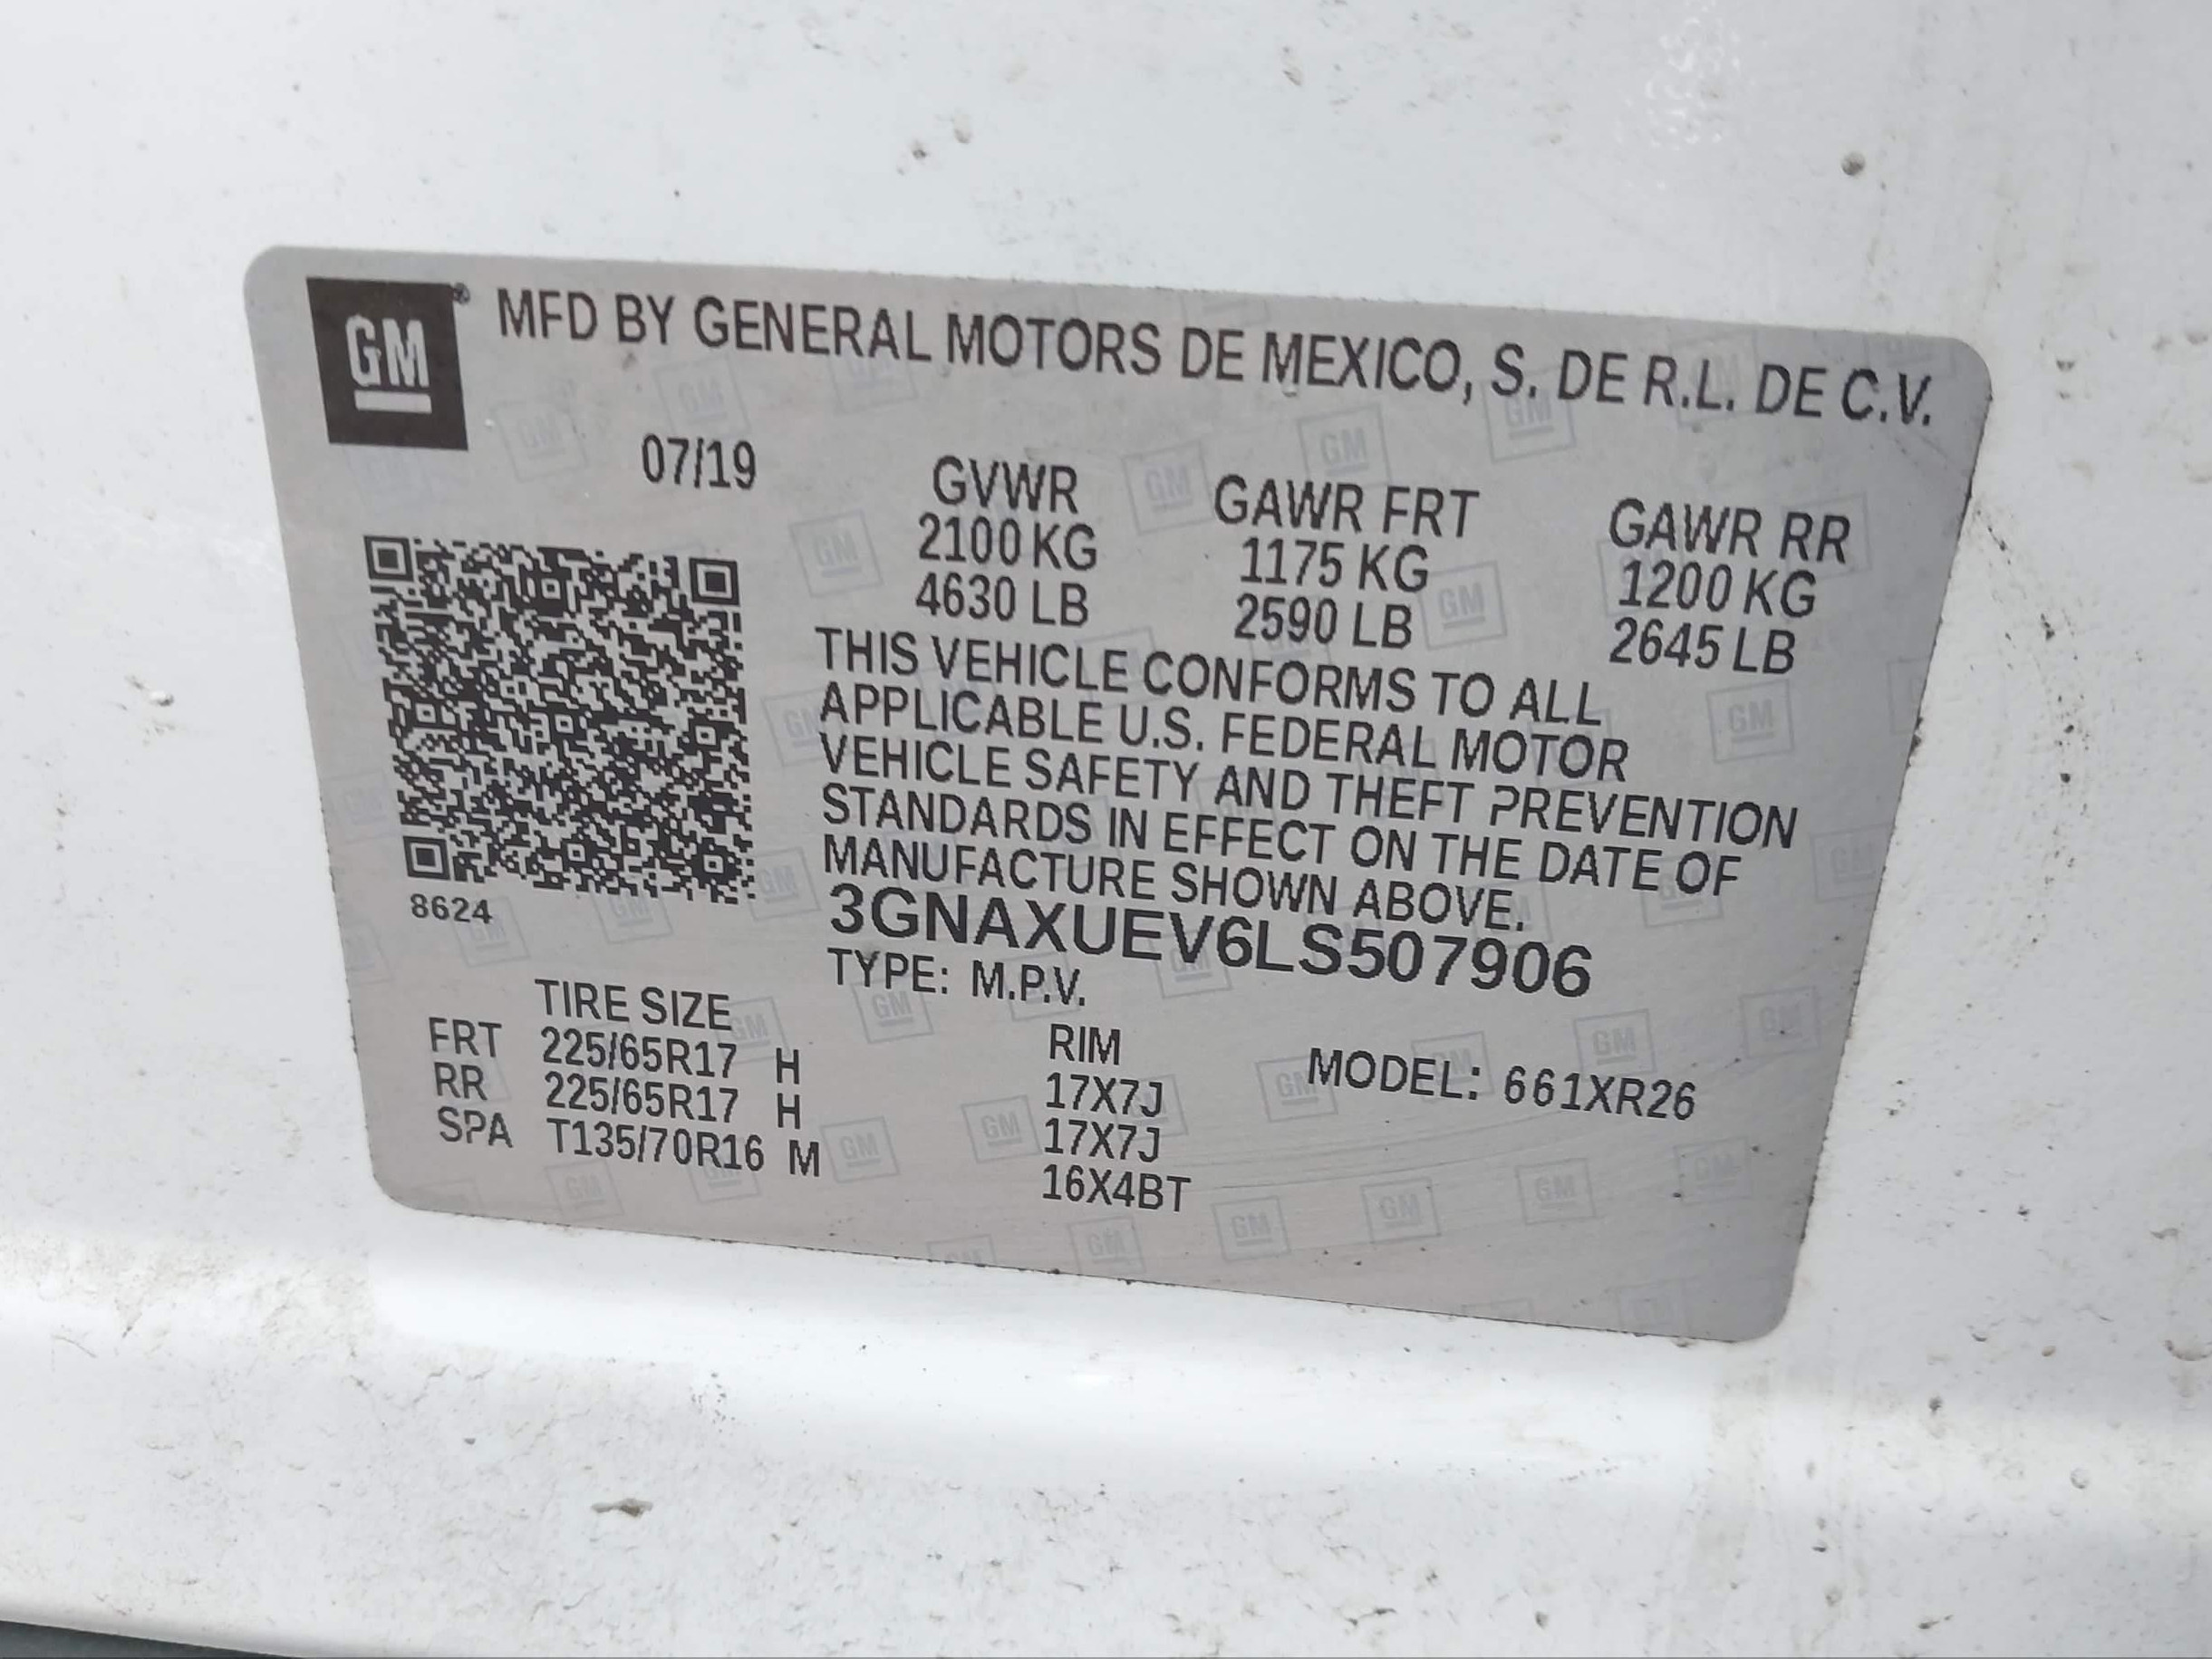 GM ® MFD BY GENERAL MOTORS DE MEXICO, S. DE R.L. DE C.V.
07/19 GVWR GAWR FRT GAWR RR
2100 KG 1175 KG 1200 KG
4630 LB 2590 LB 2645 LB
THIS VEHICLE CONFORMS TO ALL
APPLICABLE U.S. FEDERAL MOTOR
VEHICLE SAFETY AND THEFT PREVENTION
STANDARDS IN EFFECT ON THE DATE OF
MANUFACTURE SHOWN ABOVE.
8624
3GNAXUEV6LS507906
TYPE: M.P.V.
TIRE SIZE RIM MODEL: 661XR26
FRT 225/65R17 H 17X7J
RR 225/65R17 H 17X7J
SPA T135/70R16 M 16X4BT